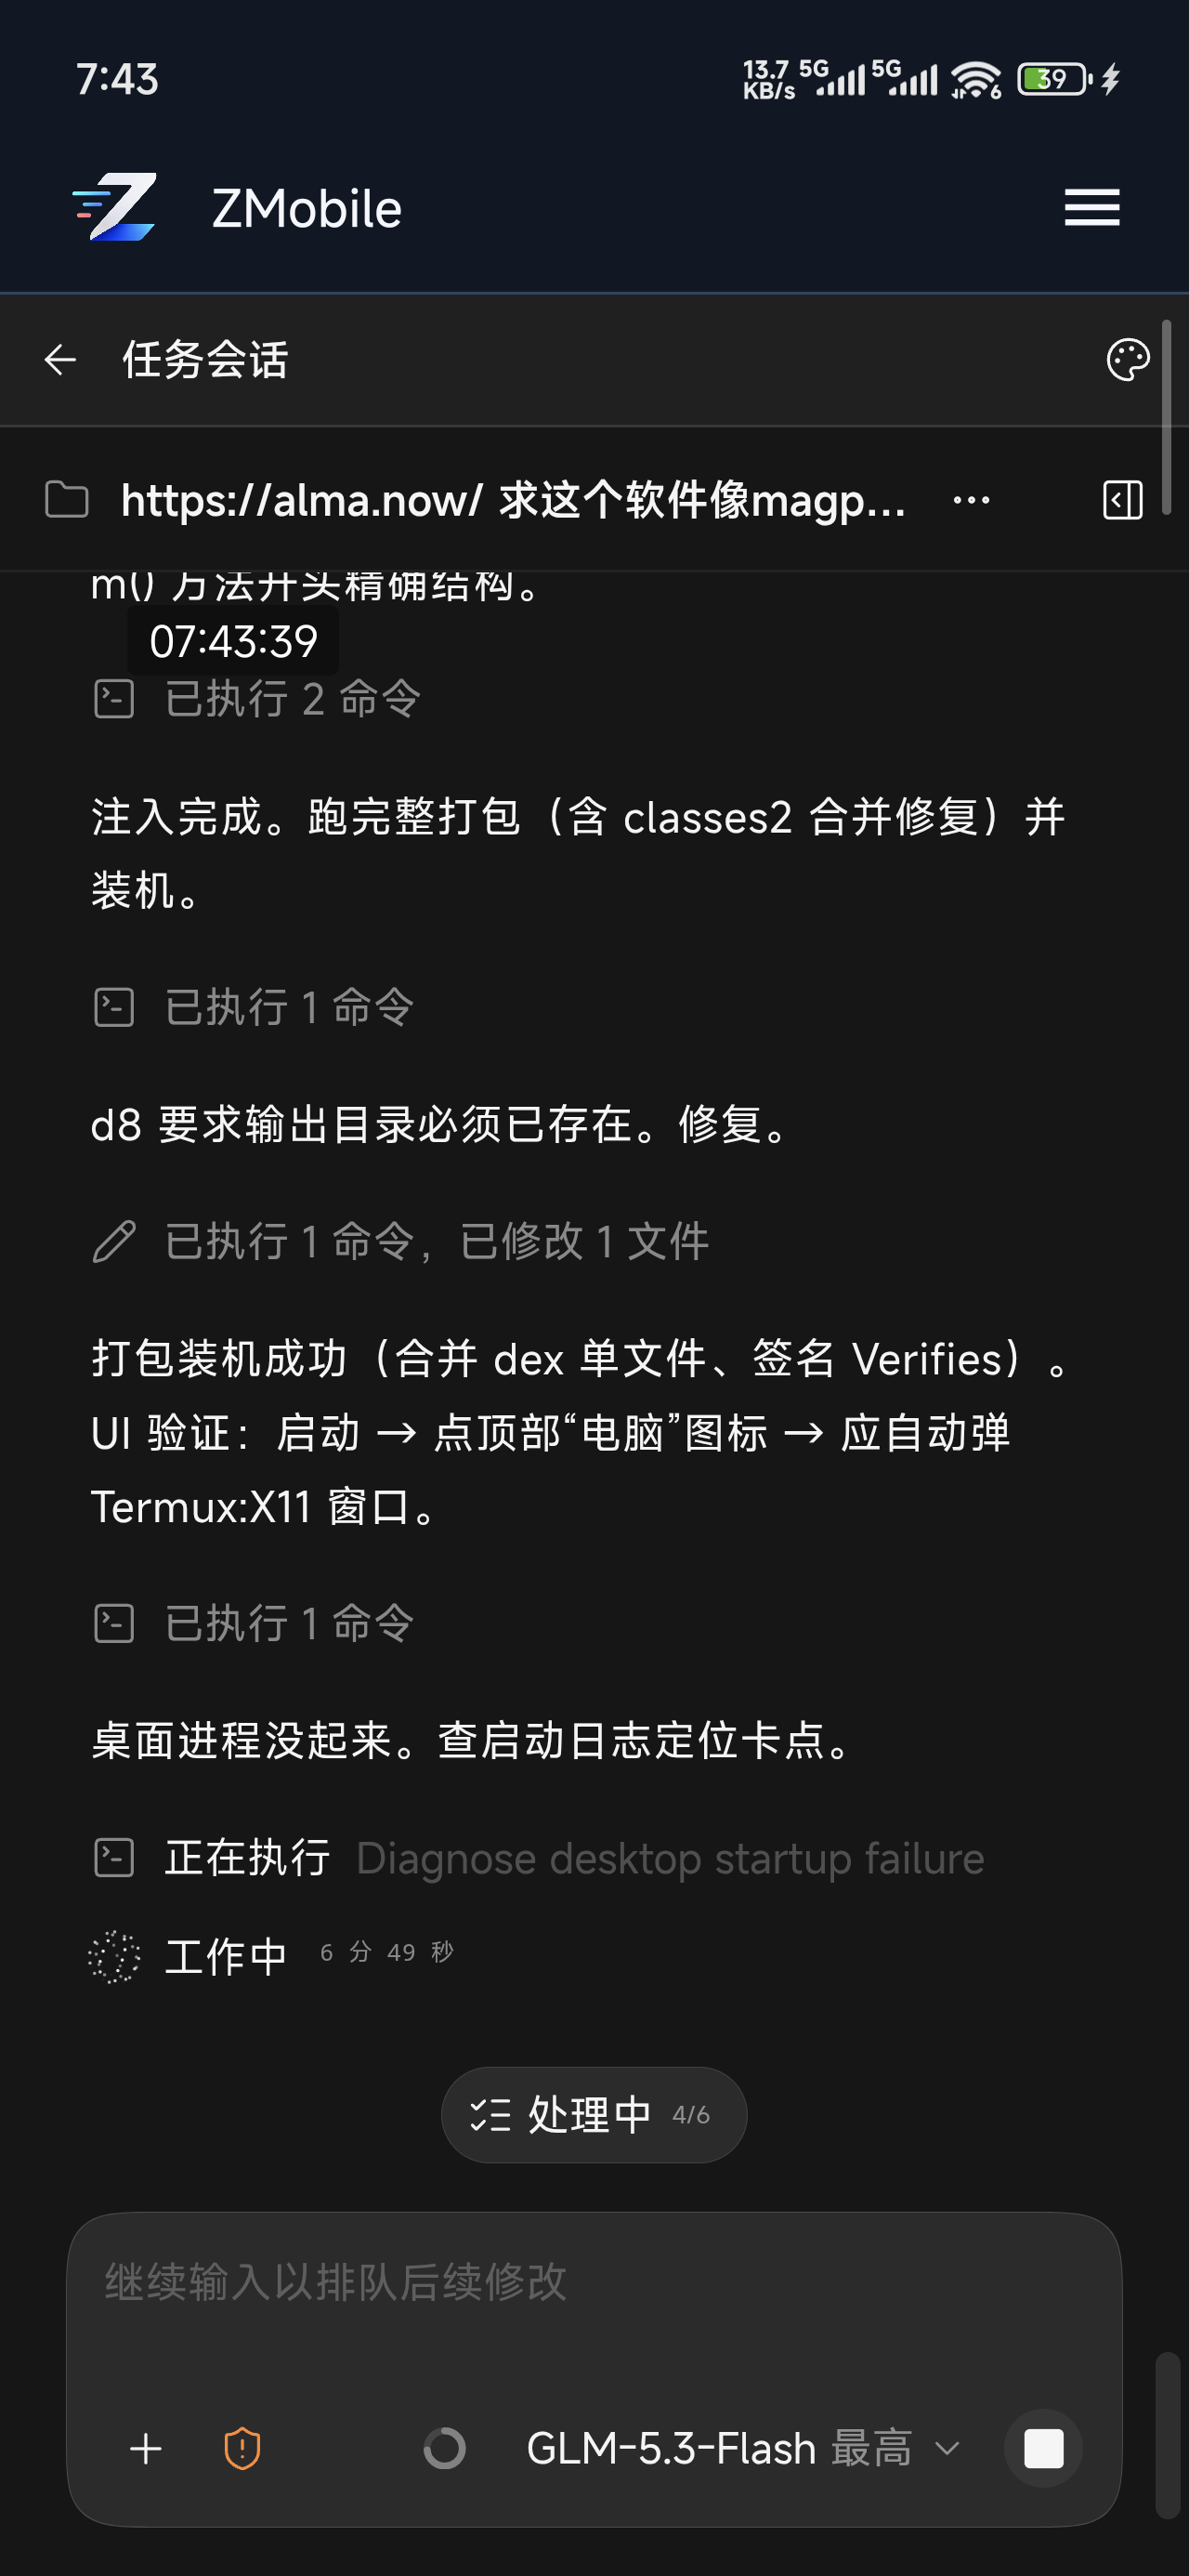 7:43
13.7 KB/s 5G 5G 6 39
ZMobile
任务会话
https://alma.now/ 求这个软件像magp...
m() 方法开头精确结构。
07:43:39
已执行 2 命令
注入完成。跑完整打包（含 classes2 合并修复）并
装机。
已执行 1 命令
d8 要求输出目录必须已存在。修复。
已执行 1 命令，已修改 1 文件
打包装机成功（合并 dex 单文件、签名 Verifies）。
UI 验证：启动 → 点顶部“电脑”图标 → 应自动弹
Termux:X11 窗口。
已执行 1 命令
桌面进程没起来。查启动日志定位卡点。
正在执行 Diagnose desktop startup failure
工作中 6 分 49 秒
处理中 4/6
继续输入以排队后续修改
GLM-5.3-Flash 最高